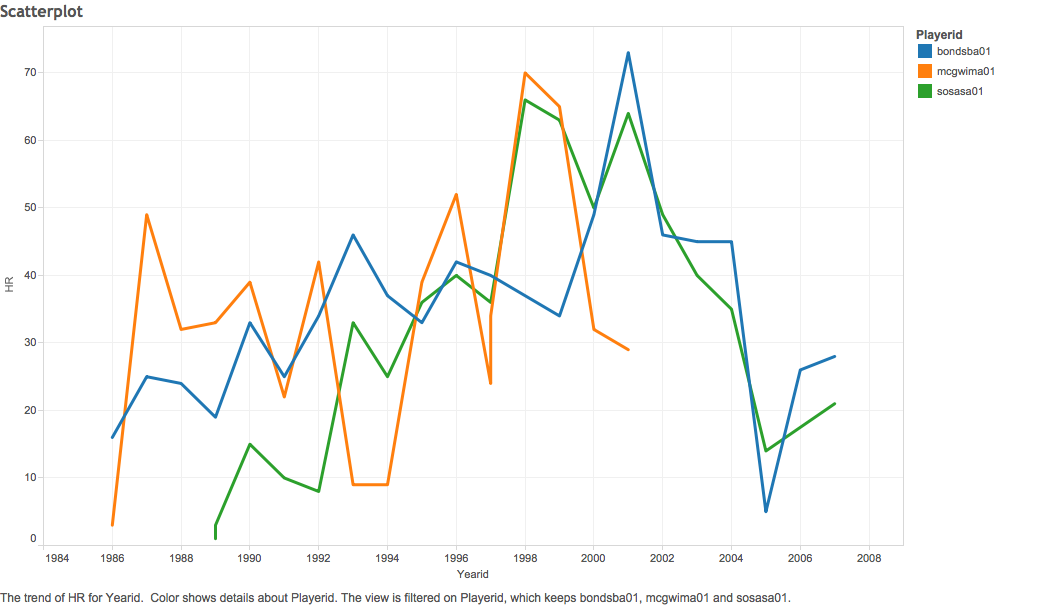 Scatterplot
Playerid
bondsba01
mcgwima01
sosasa01
70
60
50
40
30
20
10
0
HR
1984 1986 1988 1990 1992 1994 1996 1998 2000 2002 2004 2006 2008
Yearid
The trend of HR for Yearid. Color shows details about Playerid. The view is filtered on Playerid, which keeps bondsba01, mcgwima01 and sosasa01.